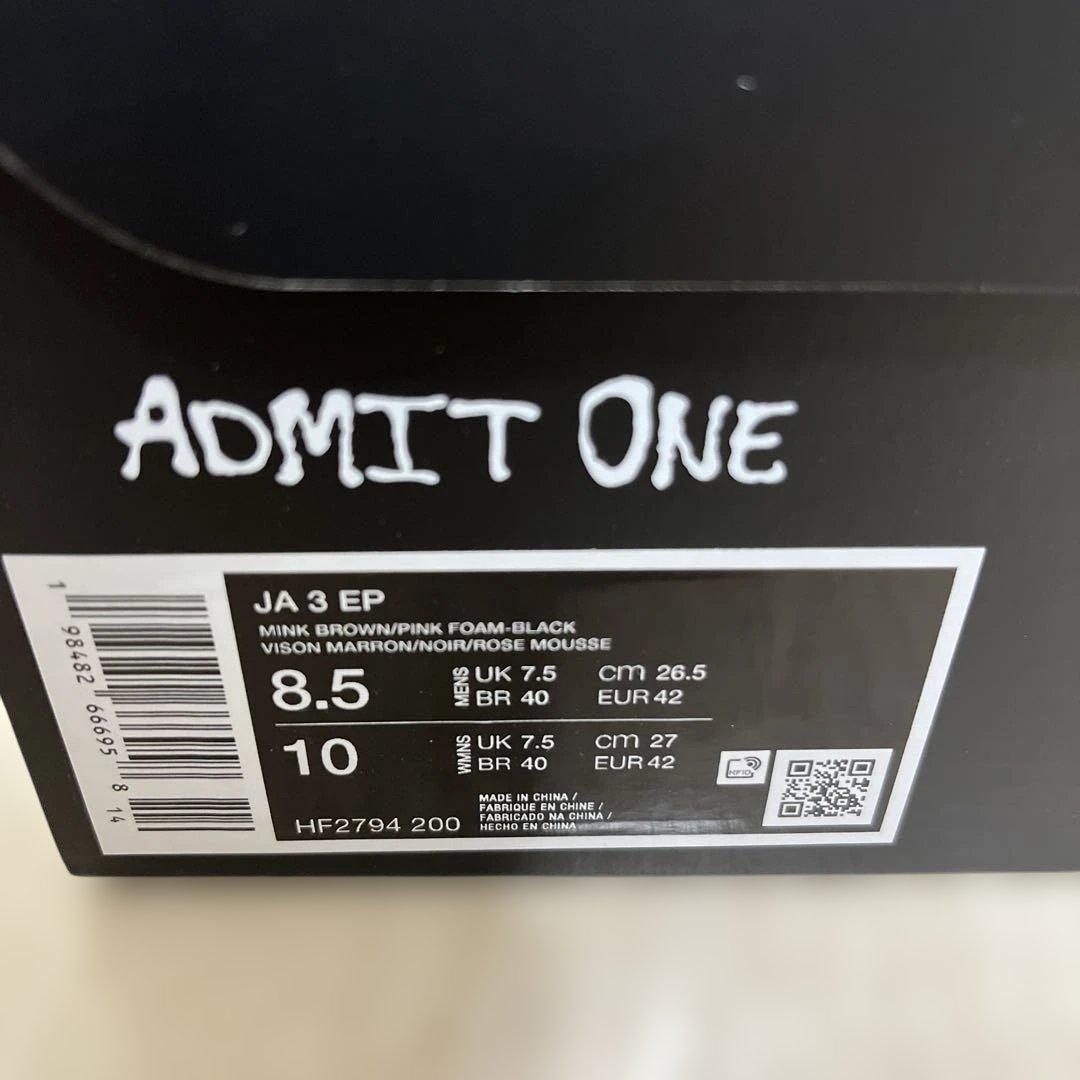 ADMIT ONE
JA 3 EP
MINK BROWN/PINK FOAM-BLACK
VISON MARRON/NOIR/ROSE MOUSSE
8.5 MENS UK 7.5 CM 26.5
BR 40 EUR 42
10 WMNS UK 7.5 CM 27
BR 40 EUR 42
MADE IN CHINA /
FABRIQUE EN CHINE /
FABRICADO NA CHINA /
HECHO EN CHINA
HF2794 200
1 98482 66695 8 14